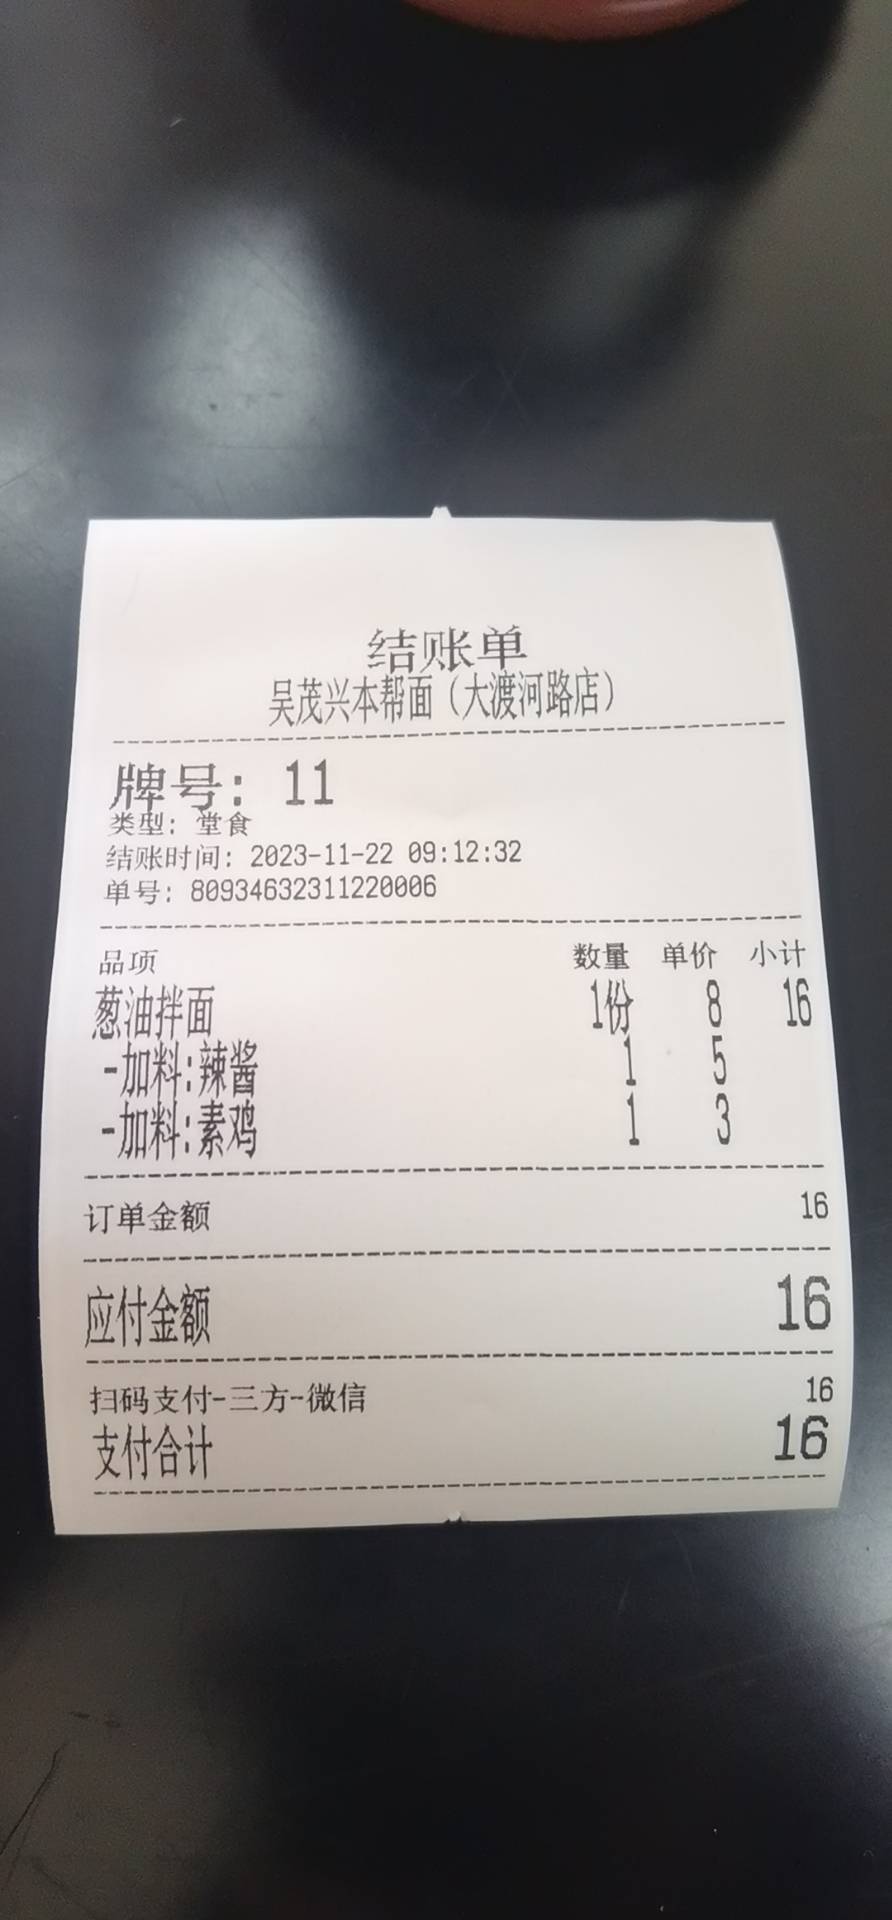 结账单
吴茂兴本帮面（大渡河路店）
牌号: 11
类型: 堂食
结账时间: 2023-11-22 09:12:32
单号: 80934632311220006
品项 数量 单价 小计
葱油拌面 1份 8 16
-加料:辣酱 1 5
-加料:素鸡 1 3
订单金额 16
应付金额 16
扫码支付-三方-微信 16
支付合计 16